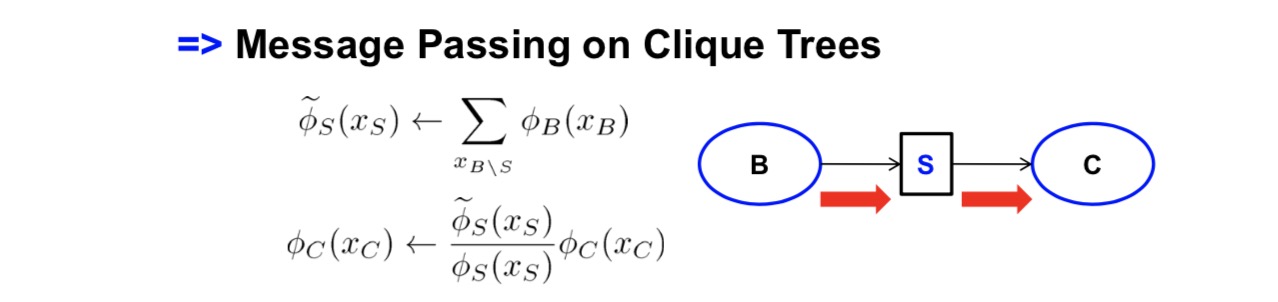 => Message Passing on Clique Trees
$\widetilde{\phi}_S(x_S) \leftarrow \sum_{x_{B \setminus S}} \phi_B(x_B)$
B S C
$\phi_C(x_C) \leftarrow \frac{\widetilde{\phi}_S(x_S)}{\phi_S(x_S)} \phi_C(x_C)$